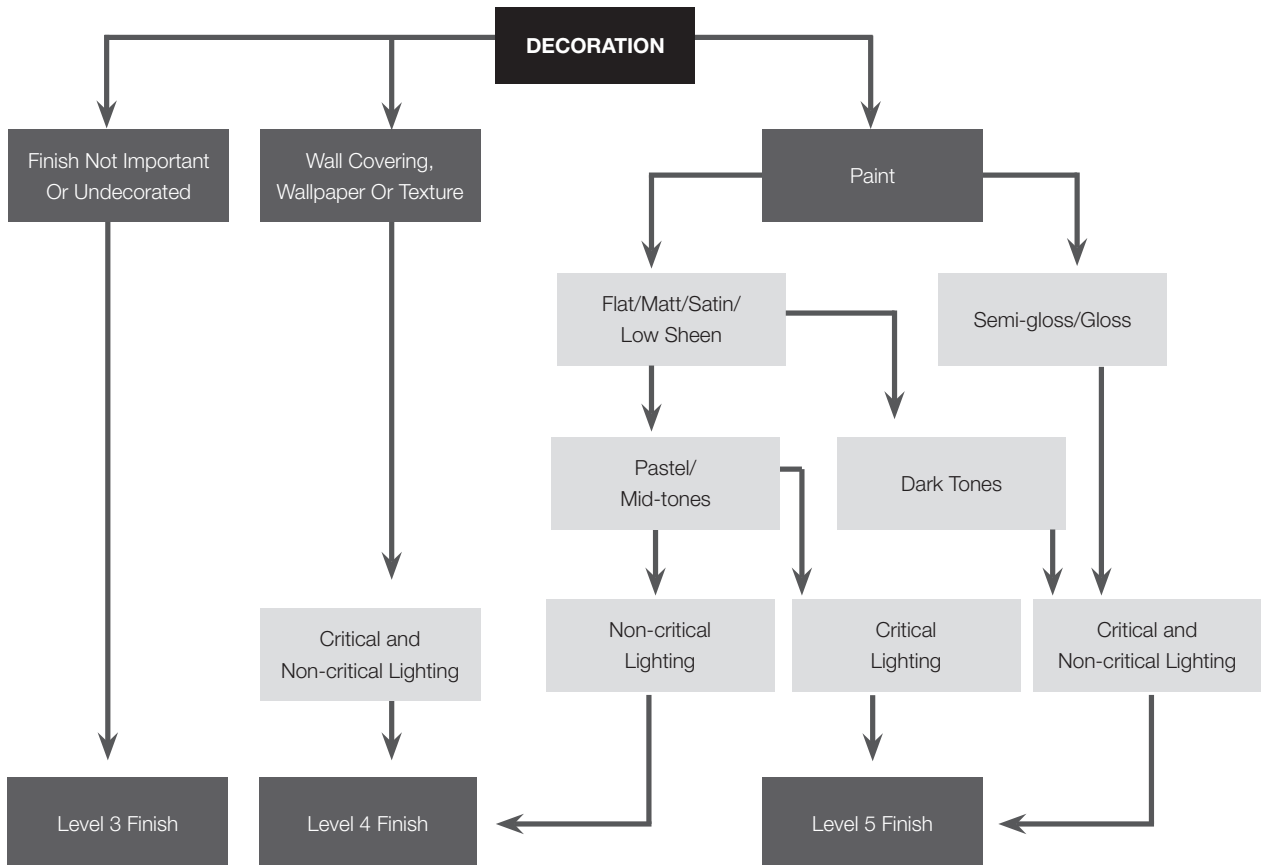 DECORATION
Finish Not Important
Or Undecorated
Wall Covering,
Wallpaper Or Texture
Paint
Flat/Matt/Satin/
Low Sheen
Semi-gloss/Gloss
Pastel/
Mid-tones
Dark Tones
Critical and
Non-critical Lighting
Non-critical
Lighting
Critical
Lighting
Critical and
Non-critical Lighting
Level 3 Finish
Level 4 Finish
Level 5 Finish